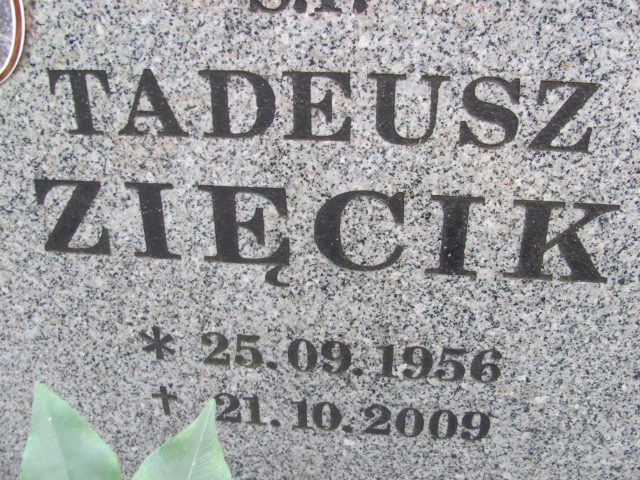 Ś.P.
TADEUSZ
ZIĘCIK
* 25.09.1956
✝ 21.10.2009